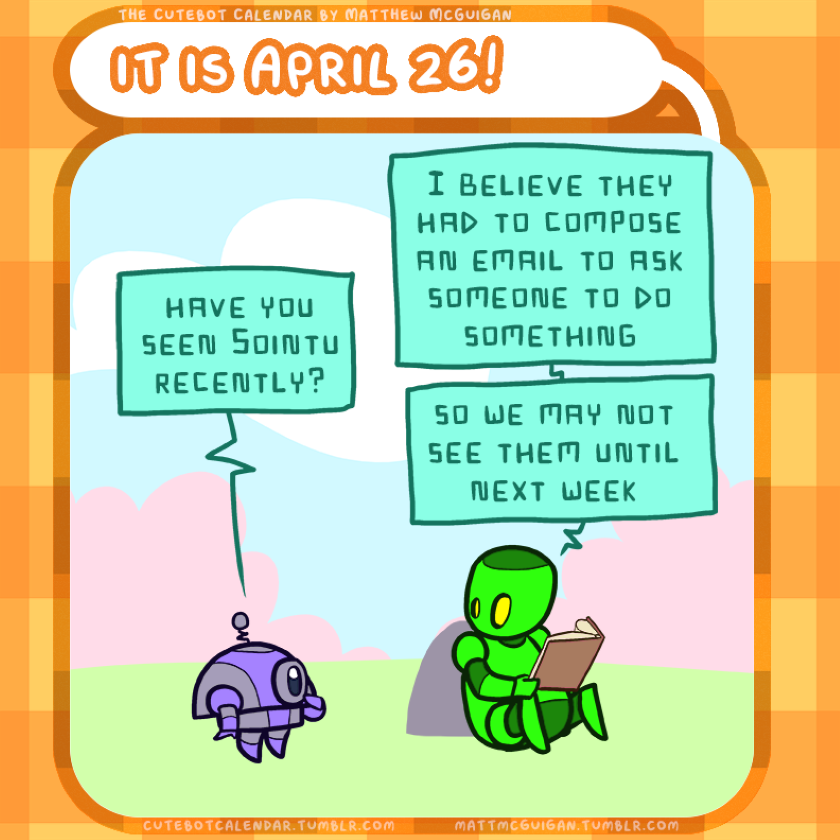 THE CUTEBOT CALENDAR BY MATTHEW MCGUIGAN
IT IS APRIL 26!
HAVE YOU
SEEN SOINTU
RECENTLY?
I BELIEVE THEY
HAD TO COMPOSE
AN EMAIL TO ASK
SOMEONE TO DO
SOMETHING
SO WE MAY NOT
SEE THEM UNTIL
NEXT WEEK
CUTEBOTCALENDAR.TUMBLR.COM
MATTMCGUIGAN.TUMBLR.COM